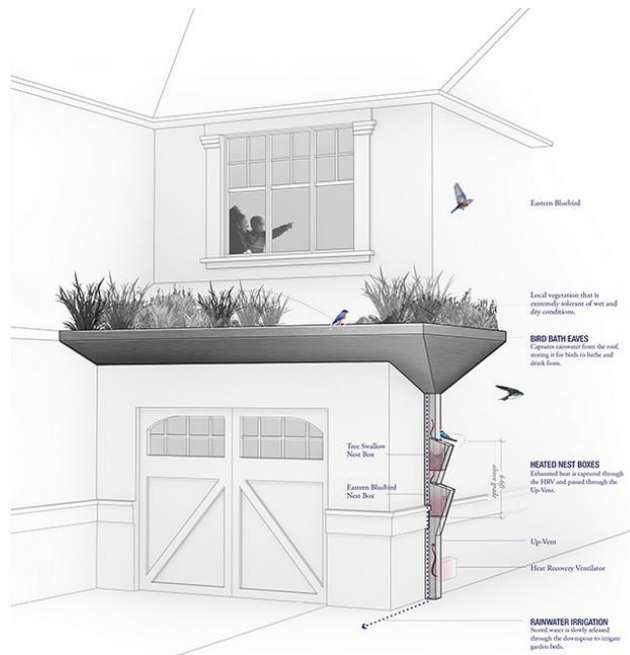 Eastern Bluebird
Local vegetation that is
extremely tolerant of wet and
dry conditions.
BIRD BATH EAVES
Captures rainwater from the roof,
storing it for birds to bathe and
drink from.
Tree Swallow
Nest Box
Eastern Bluebird
Nest Box
above grade
HEATED NEST BOXES
Exhausted heat is captured through
the HRV and passed through the
Up-Vent.
Up-Vent
Heat Recovery Ventilator
RAINWATER IRRIGATION
Stored water is slowly released
through the downspout to irrigate
garden beds.